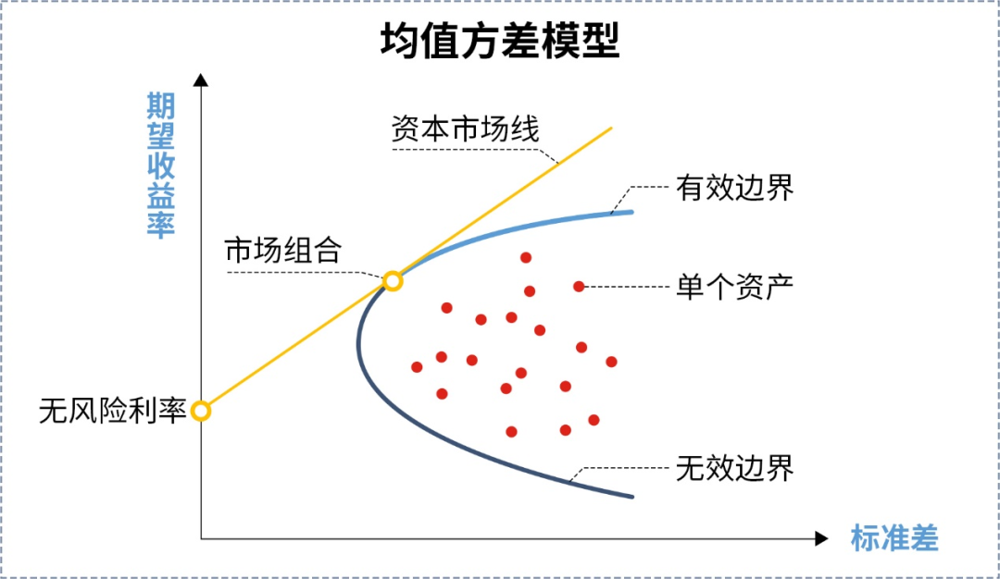 均值方差模型
期望收益率
资本市场线
有效边界
市场组合
单个资产
无风险利率
无效边界
标准差